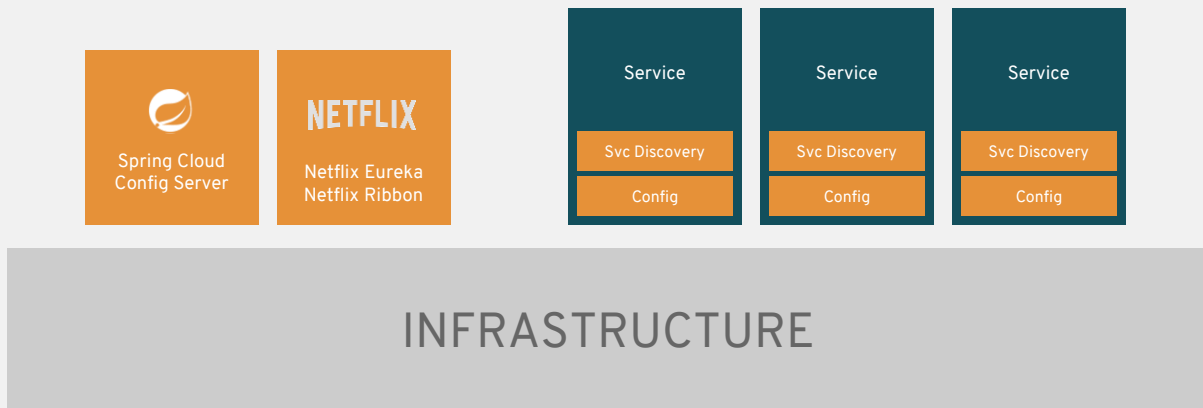 Spring Cloud
Config Server
NETFLIX
Netflix Eureka
Netflix Ribbon
Service
Svc Discovery
Config
Service
Svc Discovery
Config
Service
Svc Discovery
Config
INFRASTRUCTURE